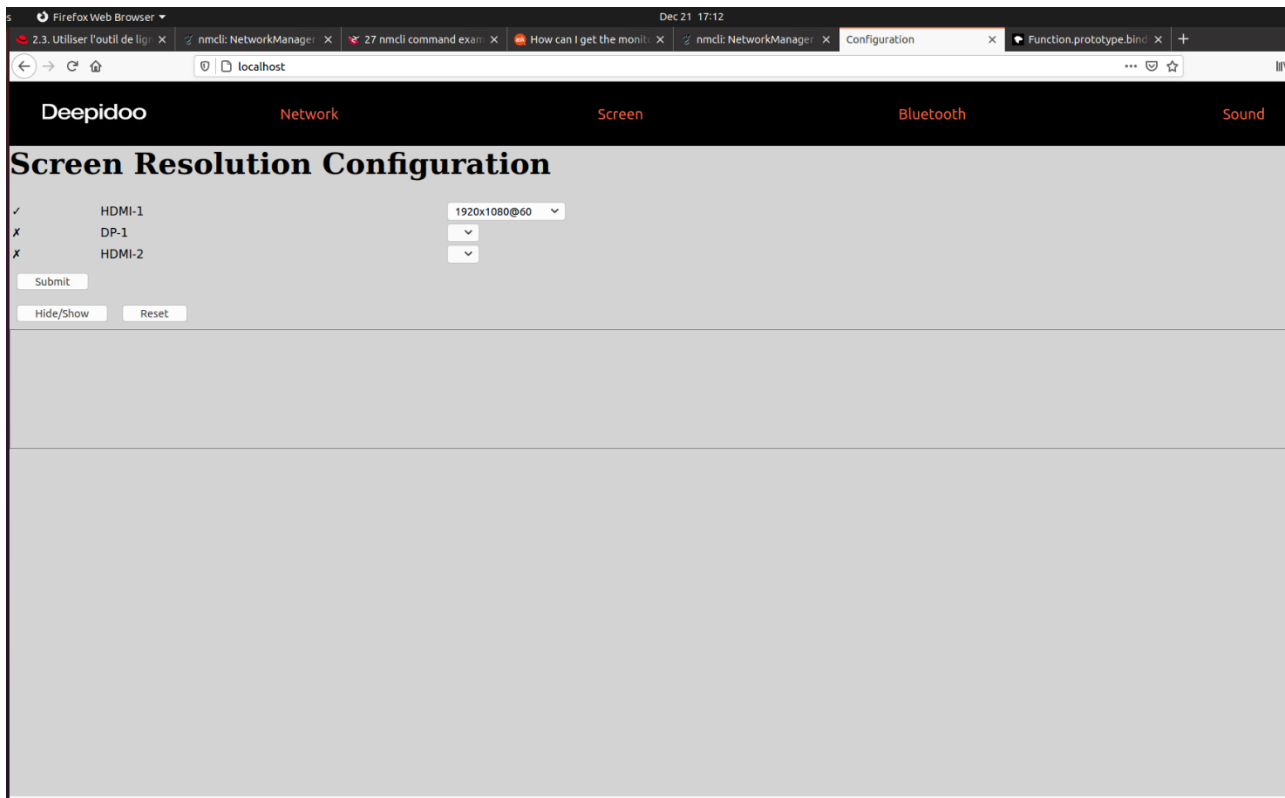 s Firefox Web Browser Dec 21 17:12
2.3. Utiliser l'outil de lign nmcli: NetworkManager 27 nmcli command exam How can I get the monit nmcli: NetworkManager Configuration Function.prototype.bind
localhost
Deepidoo Network Screen Bluetooth Sound
Screen Resolution Configuration
✓ HDMI-1 1920x1080@60
✗ DP-1
✗ HDMI-2
Submit
Hide/Show Reset